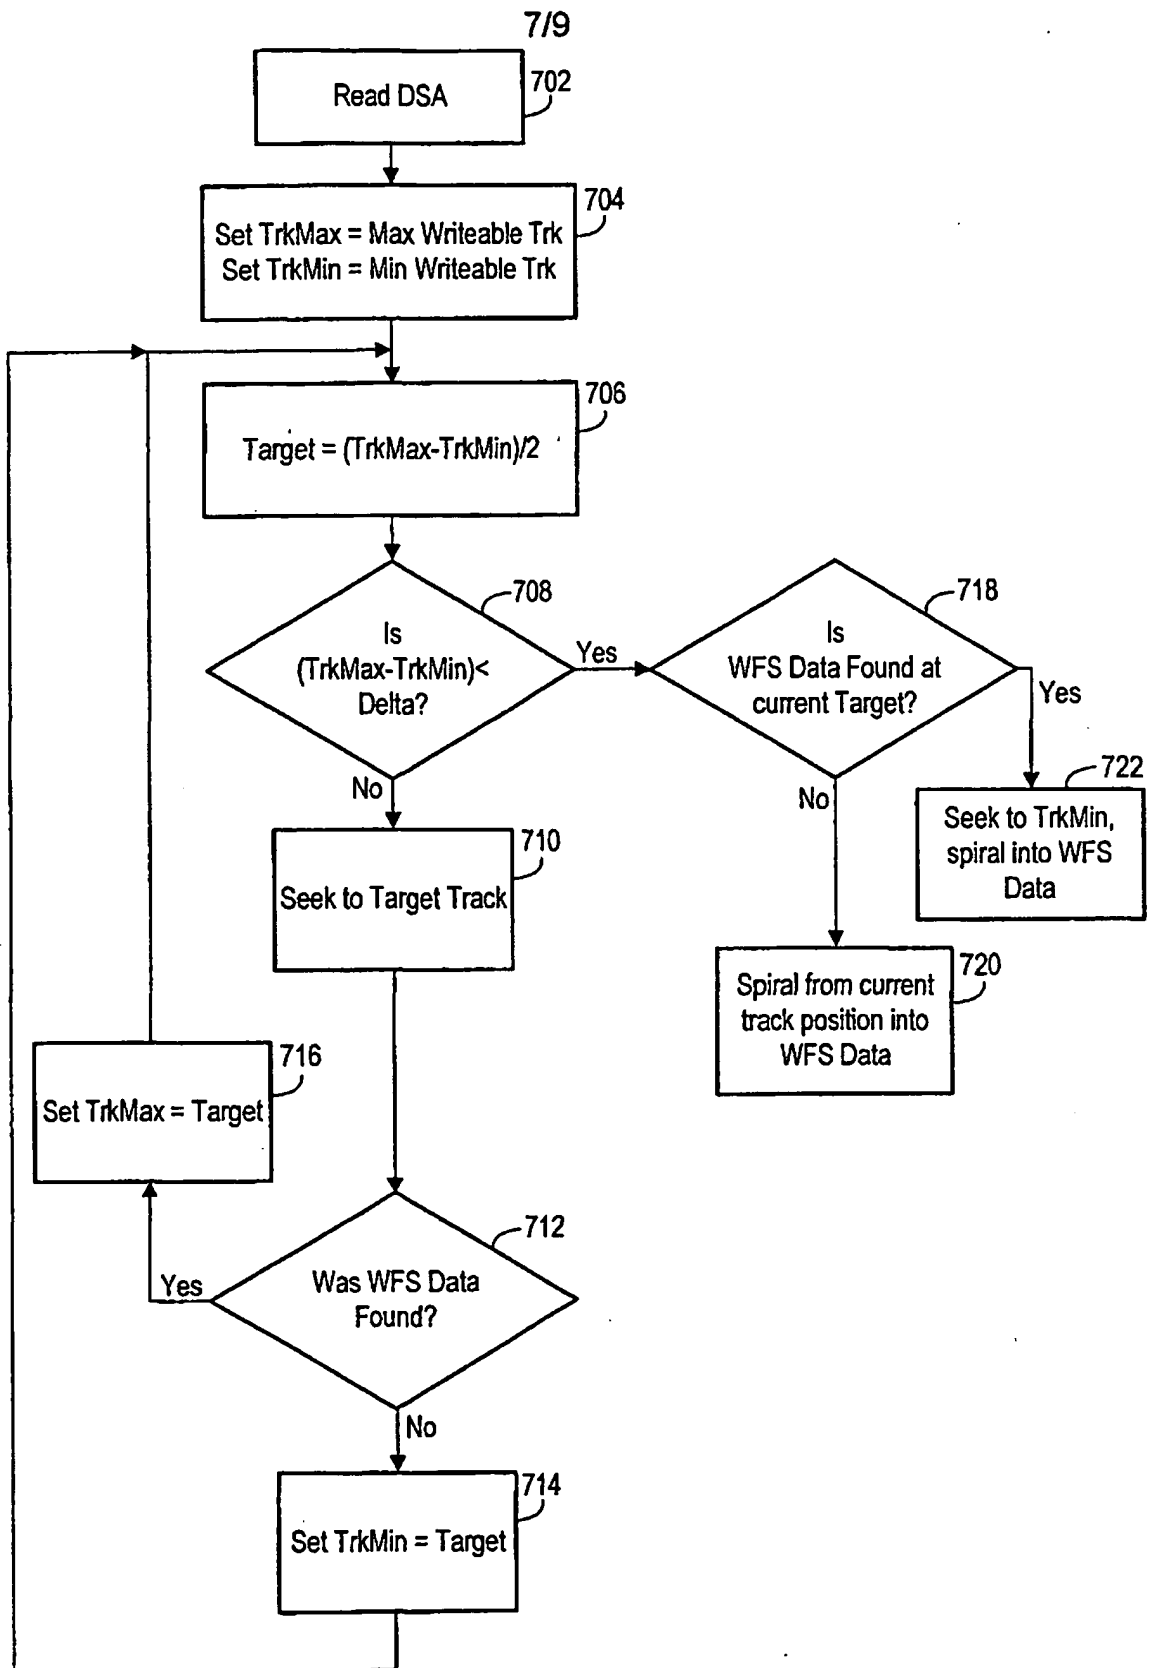 7/9
Read DSA
702
704
Set TrkMax = Max Writeable Trk
Set TrkMin = Min Writeable Trk
706
Target = (TrkMax-TrkMin)/2
708
Is
(TrkMax-TrkMin)<
Delta?
Yes
No
718
Is
WFS Data Found at
current Target?
Yes
No
722
Seek to TrkMin,
spiral into WFS
Data
710
Seek to Target Track
720
Spiral from current
track position into
WFS Data
716
Set TrkMax = Target
712
Was WFS Data
Found?
Yes
No
714
Set TrkMin = Target